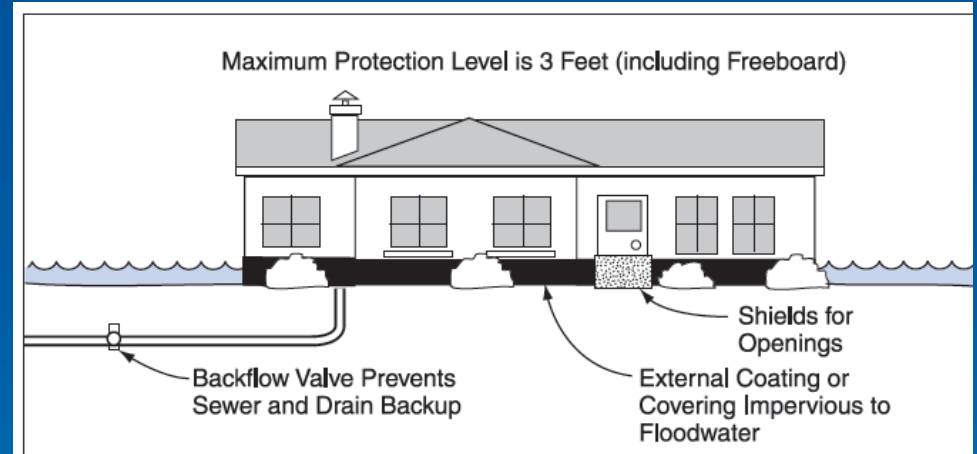 Maximum Protection Level is 3 Feet (including Freeboard)
Shields for
Openings
Backflow Valve Prevents
Sewer and Drain Backup
External Coating or
Covering Impervious to
Floodwater